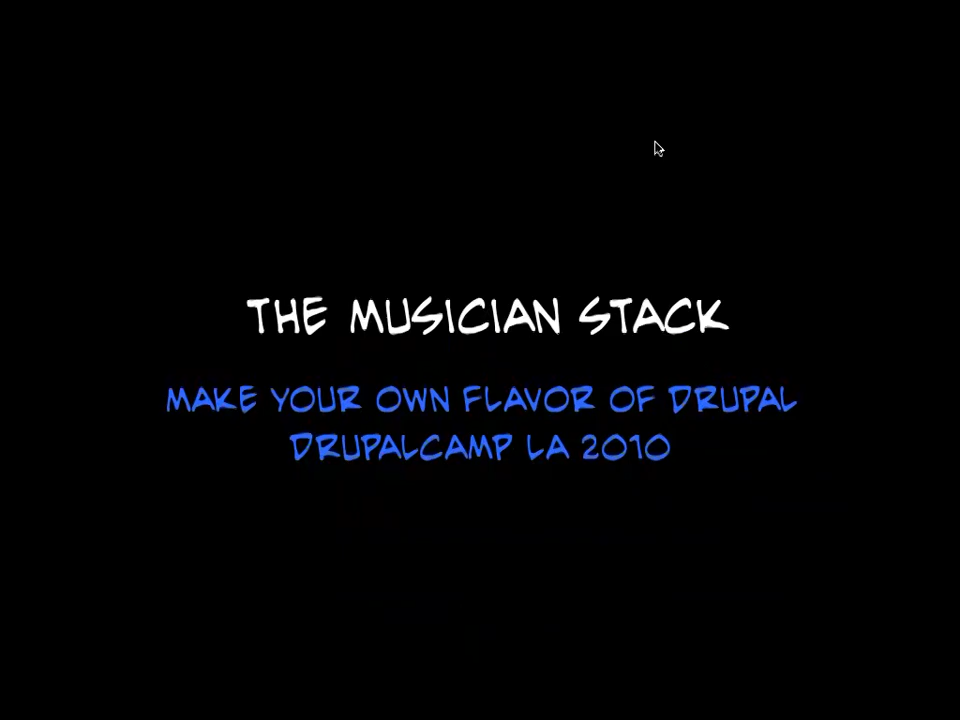 THE MUSICIAN STACK
MAKE YOUR OWN FLAVOR OF DRUPAL
DRUPALCAMP LA 2010